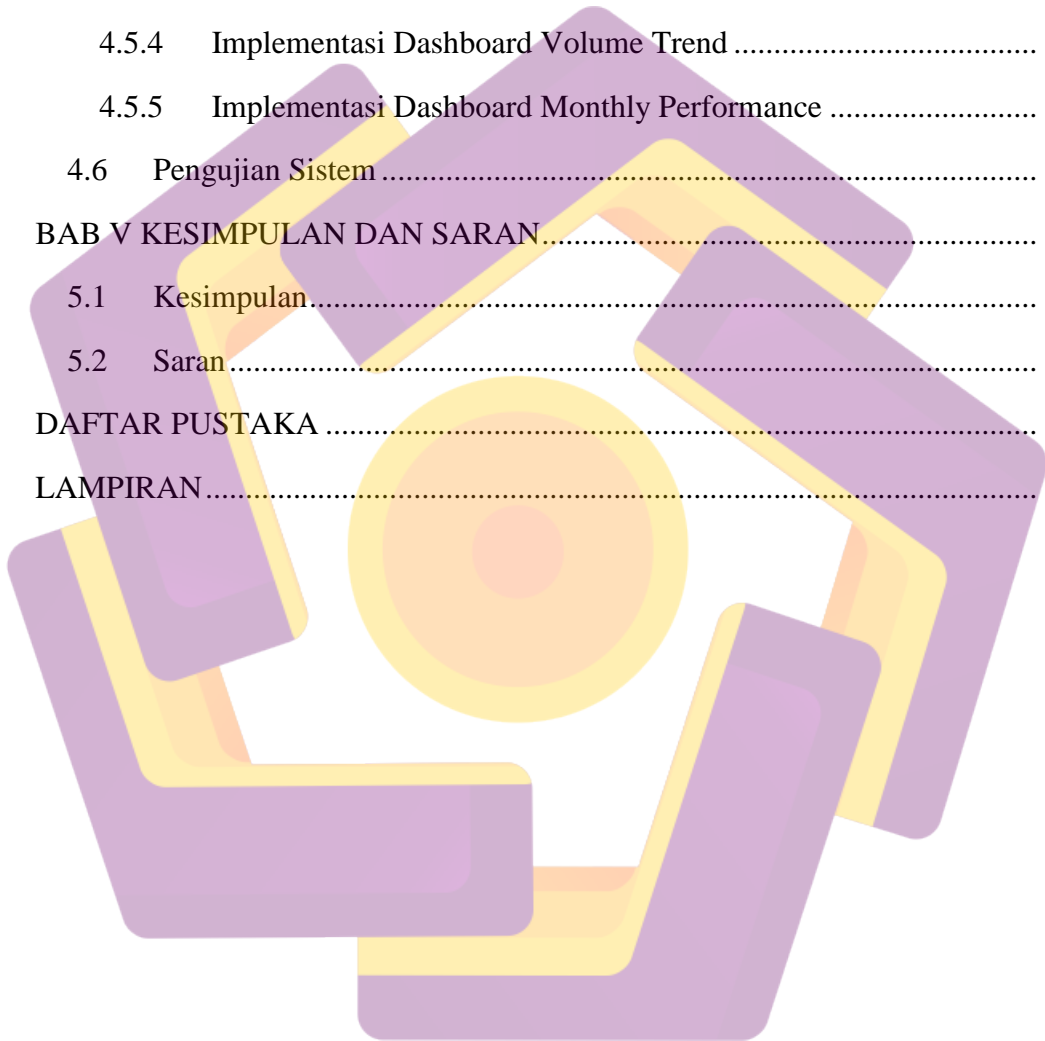 4.5.4 Implementasi Dashboard Volume Trend ....................................
4.5.5 Implementasi Dashboard Monthly Performance .........................
4.6 Pengujian Sistem ................................................................................
BAB V KESIMPULAN DAN SARAN.............................................................
5.1 Kesimpulan.........................................................................................
5.2 Saran ...................................................................................................
DAFTAR PUSTAKA .......................................................................................
LAMPIRAN......................................................................................................